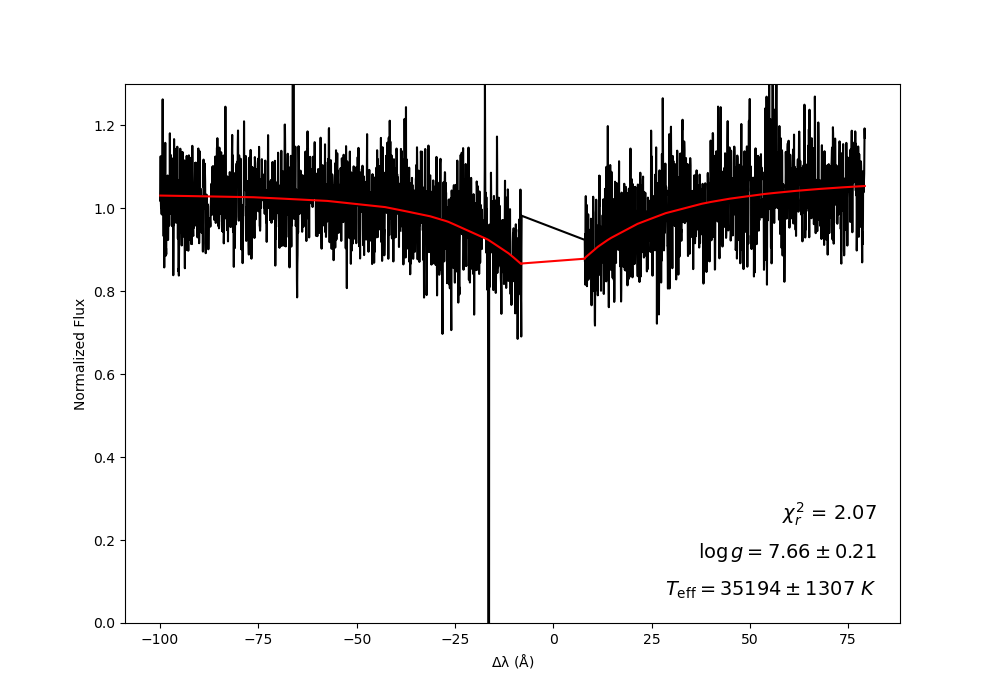 1.2
1.0
0.8
0.6
0.4
0.2
0.0
Normalized Flux
χ²ᵣ = 2.07
log g = 7.66 ± 0.21
T_eff = 35194 ± 1307 K
−100 −75 −50 −25 0 25 50 75
Δλ (Å)